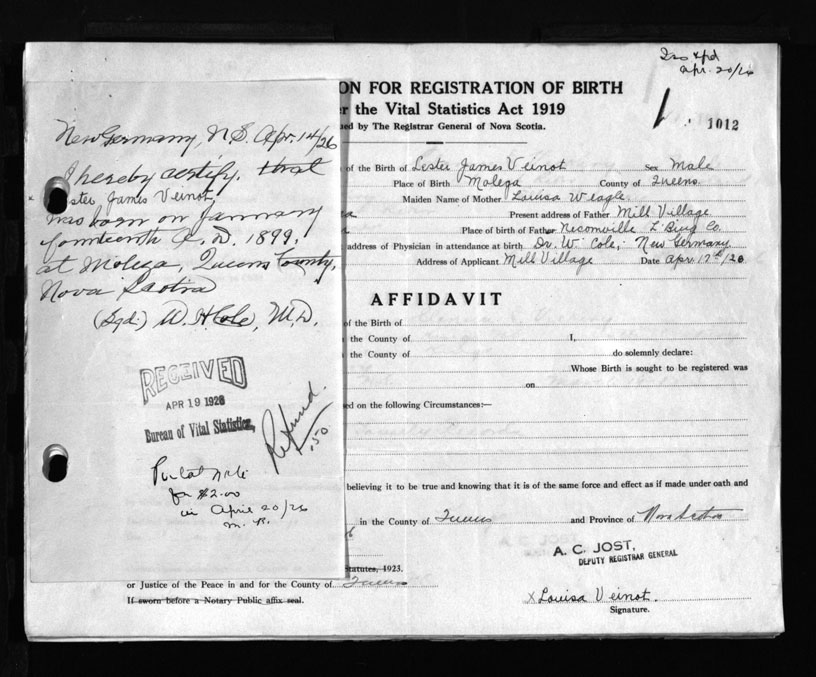 Iss & pd
Apr. 20/26
ON FOR REGISTRATION OF BIRTH
r the Vital Statistics Act 1919
ued by The Registrar General of Nova Scotia.
1012
New Germany, N.S. Apr. 14/26
I hereby certify, that
Lester James Veinot,
was born on January
fourteenth A.D. 1899,
at Molega, Queens County,
Nova Scotia
(Sgd.) W. H. Cole, M.D.
RECEIVED
APR 19 1926
Bureau of Vital Statistics,
Refund.
.50
Postal Note
for $2.00
in April 20/26
of the Birth of Lester James Veinot Sex Male
Place of Birth Molega County of Queens.
Maiden Name of Mother Louisa Weagle
Present address of Father Mill Village
Place of birth of Father L'Burg Co.
address of Physician in attendance at birth Dr. W. Cole, New Germany
Address of Applicant Mill Village Date Apr. 17th/26
AFFIDAVIT
of the Birth of
the County of I,
the County of do solemnly declare:
Whose Birth is sought to be registered was
on
ed on the following Circumstances:—
Family Records
believing it to be true and knowing that it is of the same force and effect as if made under oath and
in the County of Queens and Province of Nova Scotia
A. C. JOST,
DEPUTY REGISTRAR GENERAL
Statutes, 1923.
or Justice of the Peace in and for the County of Queens
If sworn before a Notary Public affix seal.
x Louisa Veinot.
Signature.